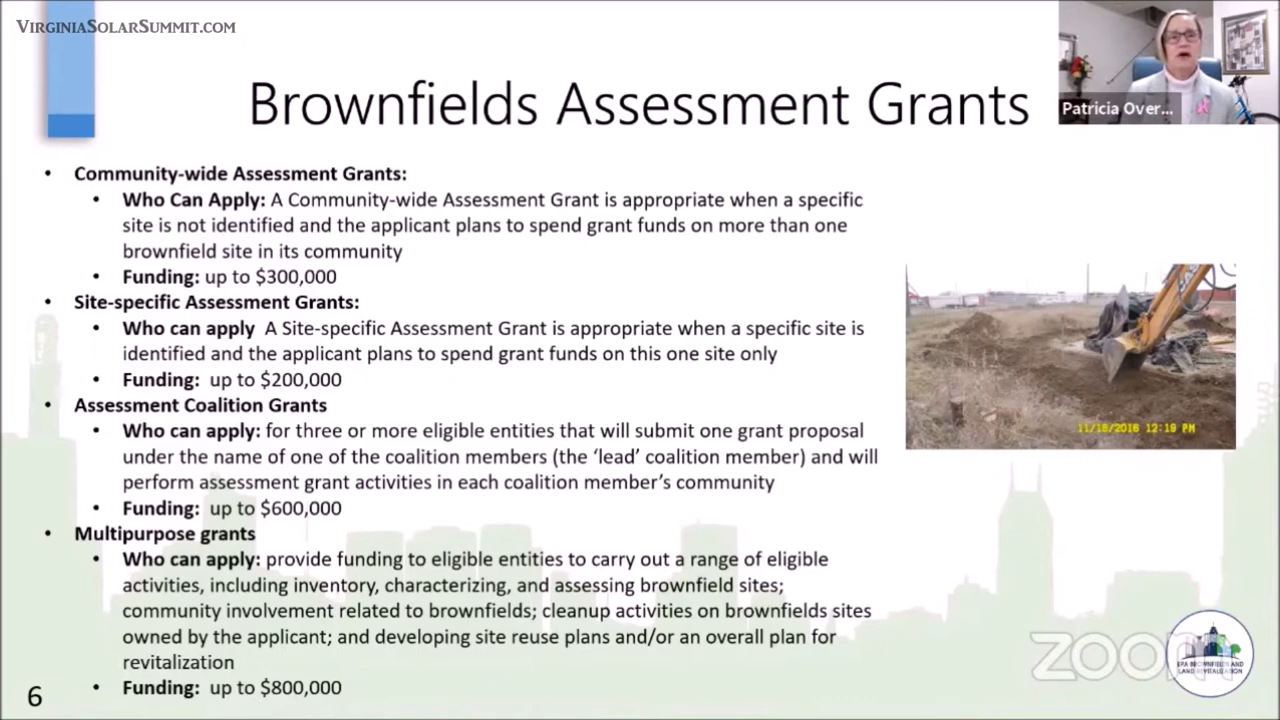 VIRGINIASOLARSUMMIT.COM
Brownfields Assessment Grants
Patricia Over...
• Community-wide Assessment Grants:
• Who Can Apply: A Community-wide Assessment Grant is appropriate when a specific
site is not identified and the applicant plans to spend grant funds on more than one
brownfield site in its community
• Funding: up to $300,000
• Site-specific Assessment Grants:
• Who can apply A Site-specific Assessment Grant is appropriate when a specific site is
identified and the applicant plans to spend grant funds on this one site only
• Funding: up to $200,000
• Assessment Coalition Grants
• Who can apply: for three or more eligible entities that will submit one grant proposal
under the name of one of the coalition members (the ‘lead’ coalition member) and will
perform assessment grant activities in each coalition member’s community
• Funding: up to $600,000
• Multipurpose grants
• Who can apply: provide funding to eligible entities to carry out a range of eligible
activities, including inventory, characterizing, and assessing brownfield sites;
community involvement related to brownfields; cleanup activities on brownfields sites
owned by the applicant; and developing site reuse plans and/or an overall plan for
revitalization
• Funding: up to $800,000
11/18/2016 12:19 PM
zoom
EPA BROWNFIELDS AND
LAND REVITALIZATION
6